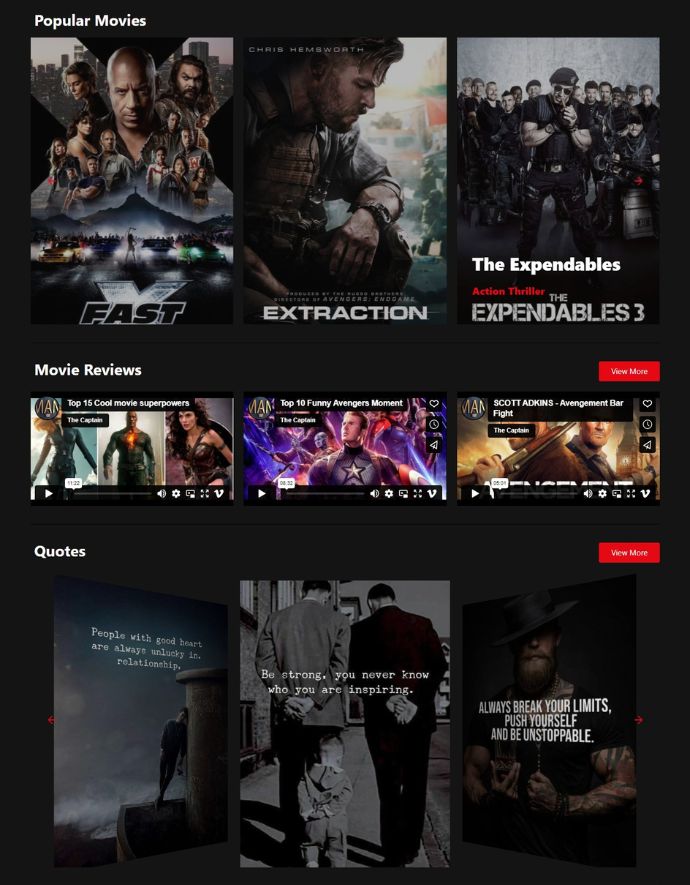 Popular Movies
FAST
CHRIS HEMSWORTH
PRODUCED BY THE RUSSO BROTHERS,
DIRECTORS OF AVENGERS: ENDGAME
EXTRACTION
The Expendables
Action Thriller
THE
EXPENDABLES 3
Movie Reviews
View More
Top 15 Cool movie superpowers
The Captain
11:22
Top 10 Funny Avengers Moment
The Captain
08:32
SCOTT ADKINS - Avengement Bar
Fight
The Captain
05:01
AVENGEMENT
Quotes
View More
People with good heart
are always unlucky in.
relationship.
Be strong, you never know
who you are inspiring.
ALWAYS BREAK YOUR LIMITS,
PUSH YOURSELF
AND BE UNSTOPPABLE.